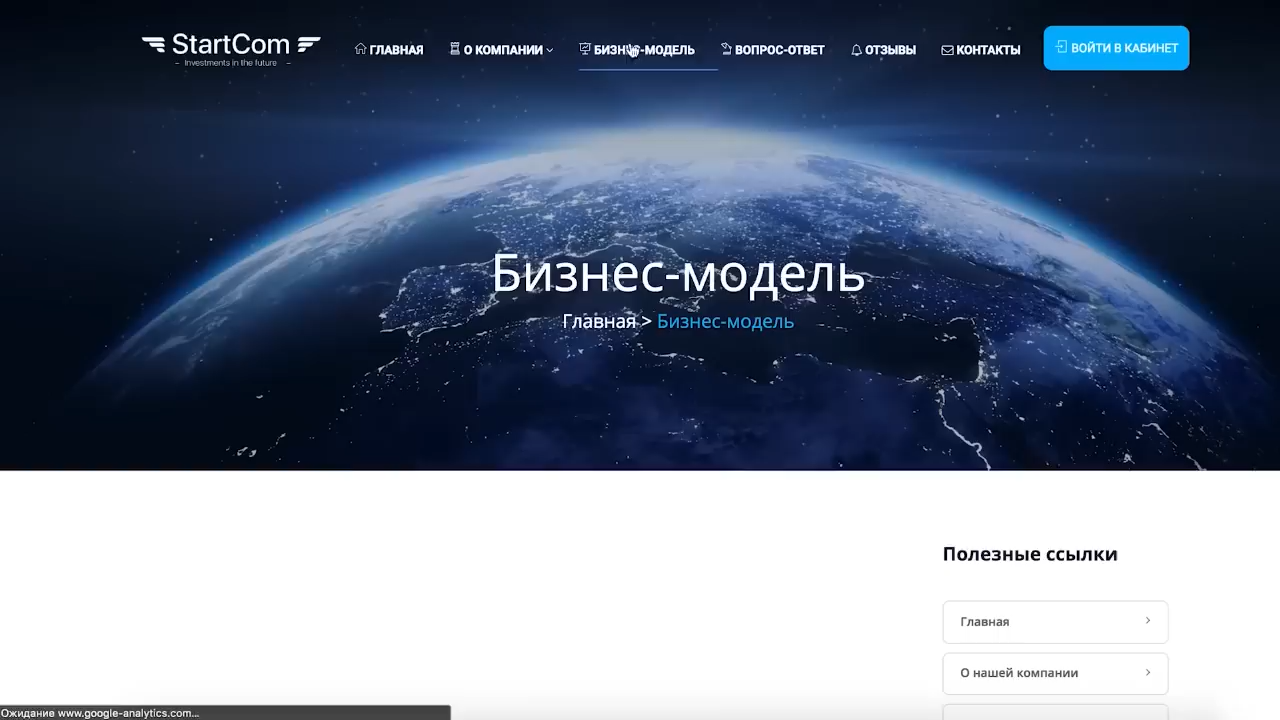 StartCom
– Investments in the future –
ГЛАВНАЯ
О КОМПАНИИ
БИЗНЕС-МОДЕЛЬ
ВОПРОС-ОТВЕТ
ОТЗЫВЫ
КОНТАКТЫ
ВОЙТИ В КАБИНЕТ
Бизнес-модель
Главная > Бизнес-модель
Полезные ссылки
Главная
О нашей компании
Ожидание www.google-analytics.com...